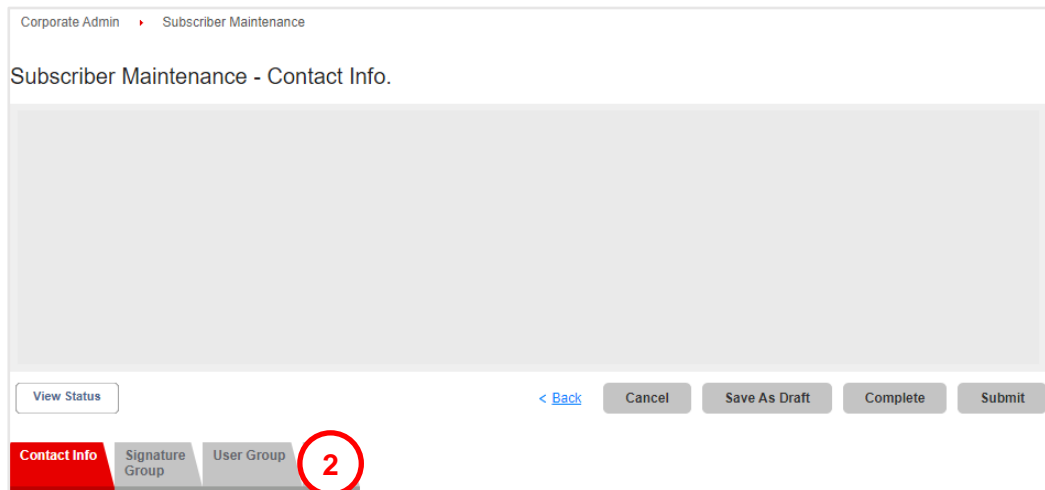 Corporate Admin Subscriber Maintenance
Subscriber Maintenance - Contact Info.
View Status < Back Cancel Save As Draft Complete Submit
Contact Info Signature Group User Group 2